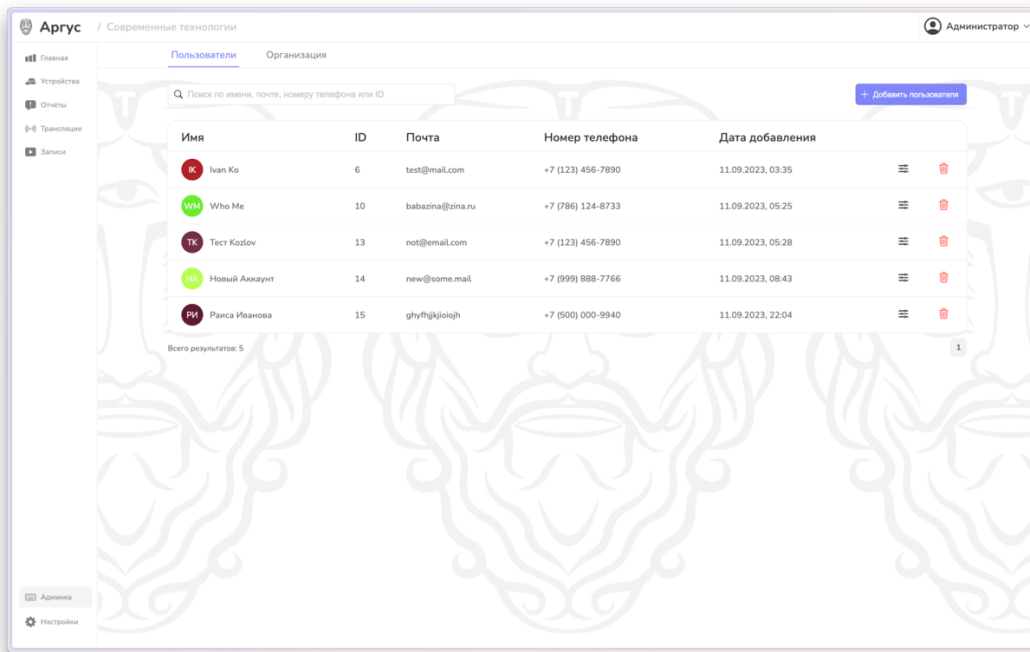 Аргус / Современные технологии Администратор
Главная
Устройства
Отчёты
Трансляция
Записи
Админка
Настройки
Пользователи Организация
Поиск по имени, почте, номеру телефона или ID + Добавить пользователя
Имя ID Почта Номер телефона Дата добавления
IK Ivan Ko 6 test@mail.com +7 (123) 456-7890 11.09.2023, 03:35
WM Who Me 10 babazina@zina.ru +7 (786) 124-8733 11.09.2023, 05:25
TK Тест Kozlov 13 not@email.com +7 (123) 456-7890 11.09.2023, 05:28
НА Новый Аккаунт 14 new@some.mail +7 (999) 888-7766 11.09.2023, 08:43
РИ Раиса Иванова 15 ghyfhjjkjioiojh +7 (500) 000-9940 11.09.2023, 22:04
Всего результатов: 5 1